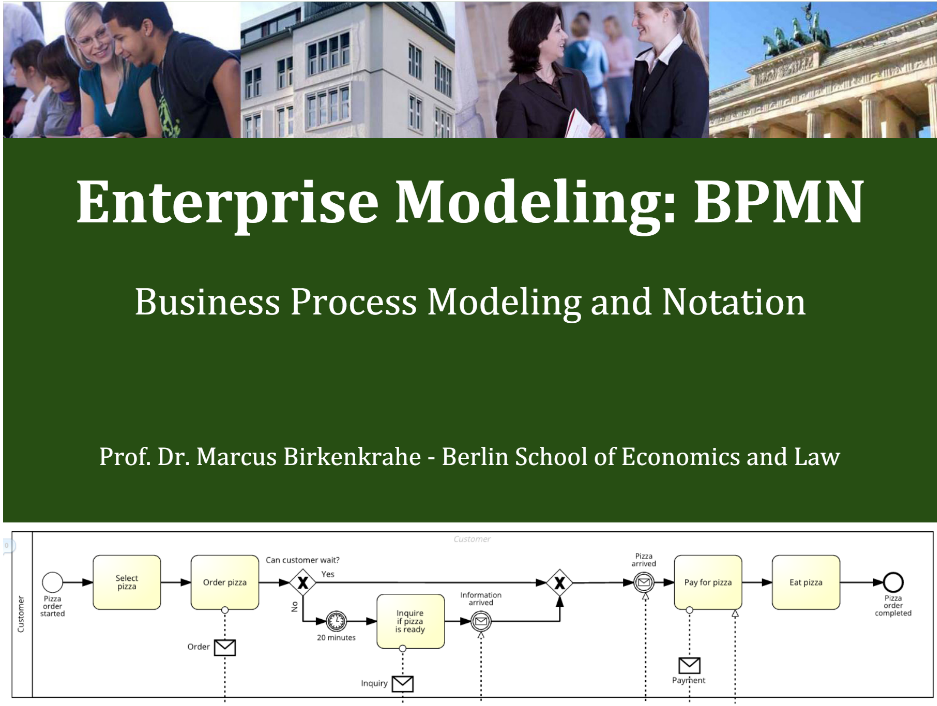 Enterprise Modeling: BPMN
Business Process Modeling and Notation
Prof. Dr. Marcus Birkenkrahe - Berlin School of Economics and Law
Customer
Customer
Pizza
order
started
Select
pizza
Order pizza
Order
Can customer wait?
Yes
No
20 minutes
Inquire
if pizza
is ready
Inquiry
Information
arrived
Pizza
arrived
Pay for pizza
Payment
Eat pizza
Pizza
order
completed